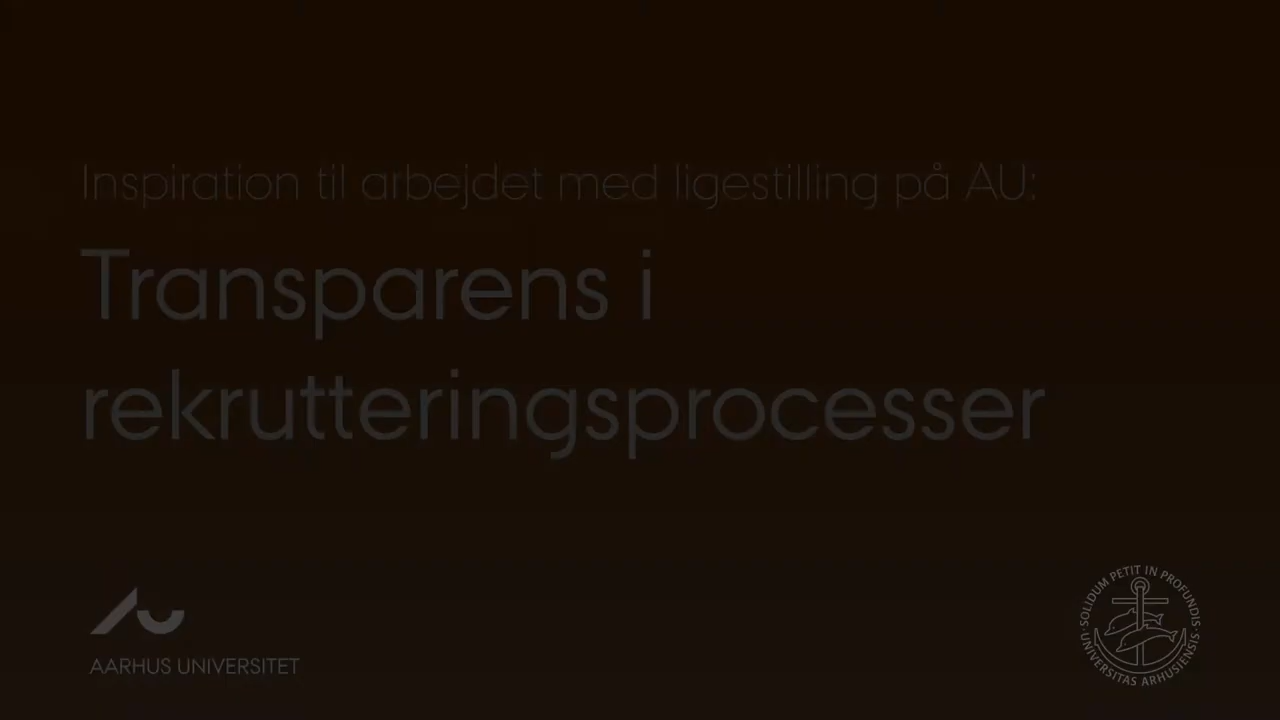 Inspiration til arbejdet med ligestilling på AU:
Transparens i
rekrutteringsprocesser
AARHUS UNIVERSITET
SOLIDUM PETIT IN PROFUNDIS
UNIVERSITAS ARHUSIENSIS